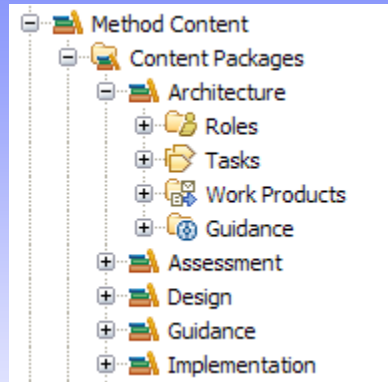 Method Content
Content Packages
Architecture
Roles
Tasks
Work Products
Guidance
Assessment
Design
Guidance
Implementation